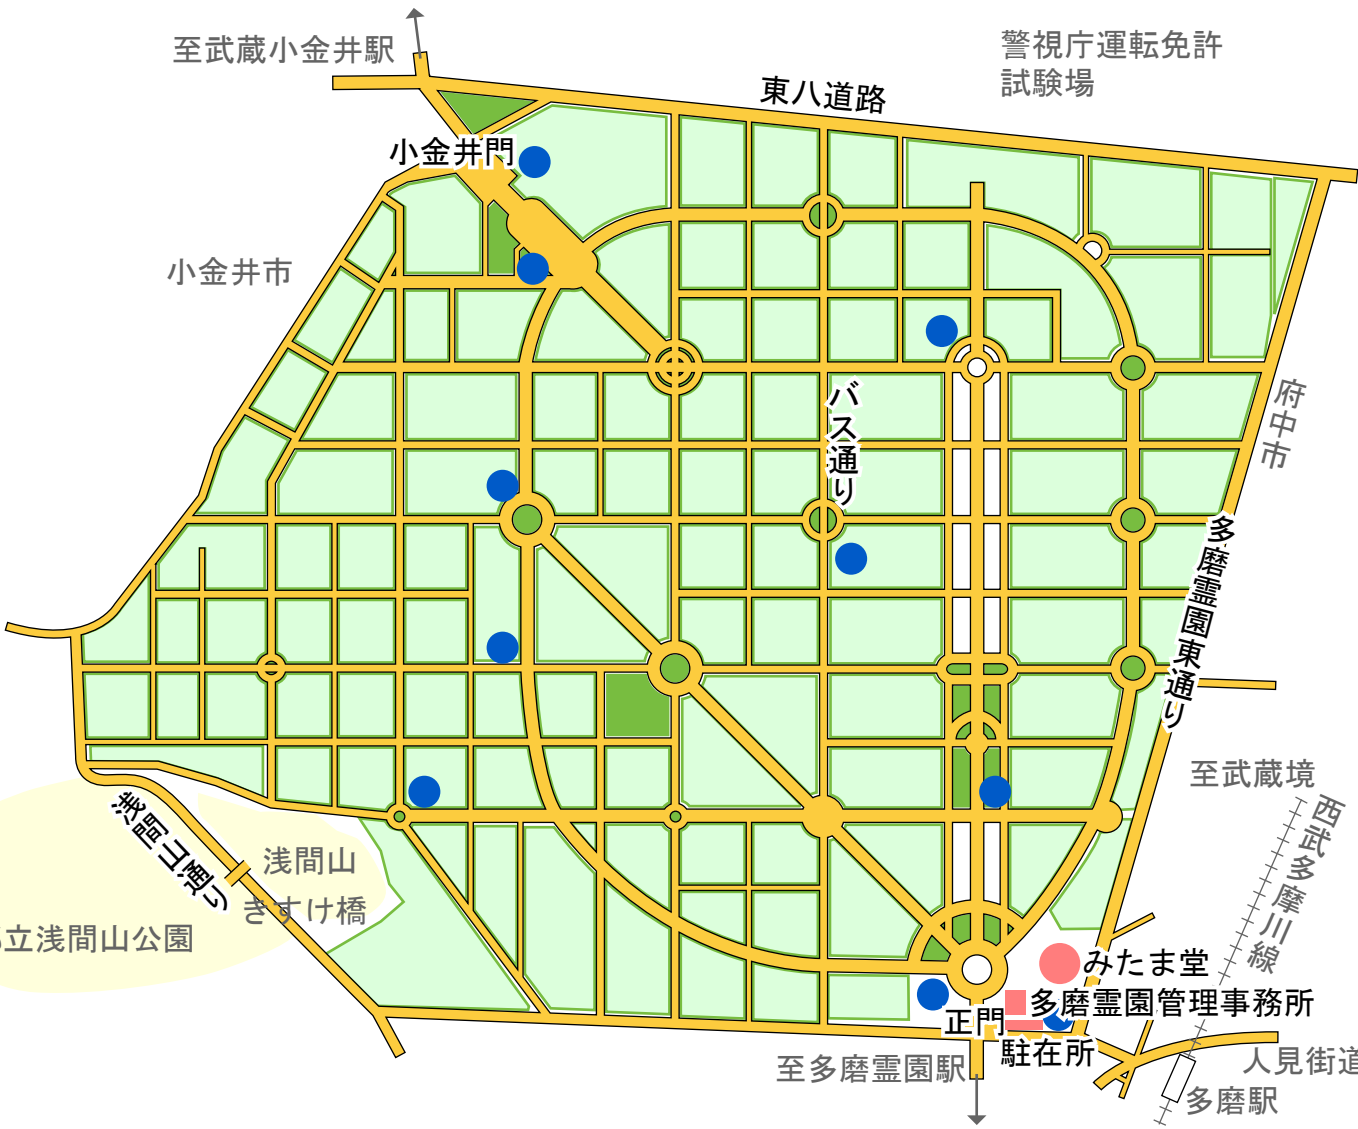 至武蔵小金井駅
警視庁運転免許
試験場
東八道路
小金井門
小金井市
バス通り
府中市
多磨霊園東通り
至武蔵境
西武多摩川線
浅間山通り
浅間山
きすけ橋
立浅間山公園
みたま堂
多磨霊園管理事務所
正門
駐在所
至多磨霊園駅
人見街道
多磨駅